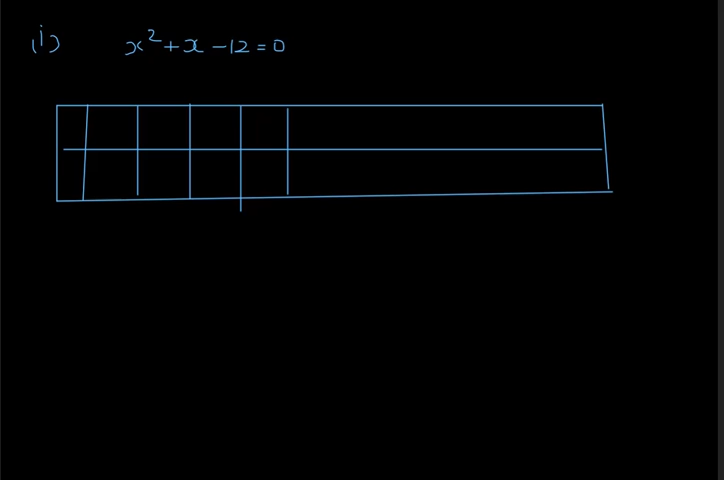 (i) x² + x - 12 = 0